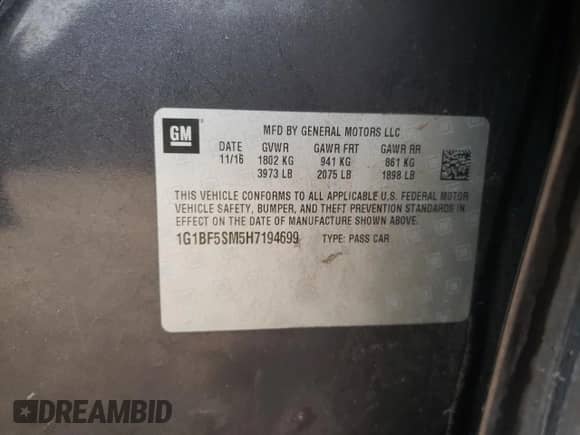 GM
MFD BY GENERAL MOTORS LLC
DATE GVWR GAWR FRT GAWR RR
11/16 1802 KG 941 KG 861 KG
3973 LB 2075 LB 1898 LB
THIS VEHICLE CONFORMS TO ALL APPLICABLE U.S. FEDERAL MOTOR
VEHICLE SAFETY, BUMPER, AND THEFT PREVENTION STANDARDS IN
EFFECT ON THE DATE OF MANUFACTURE SHOWN ABOVE.
1G1BF5SM5H7194699 TYPE: PASS CAR
DREAMBID